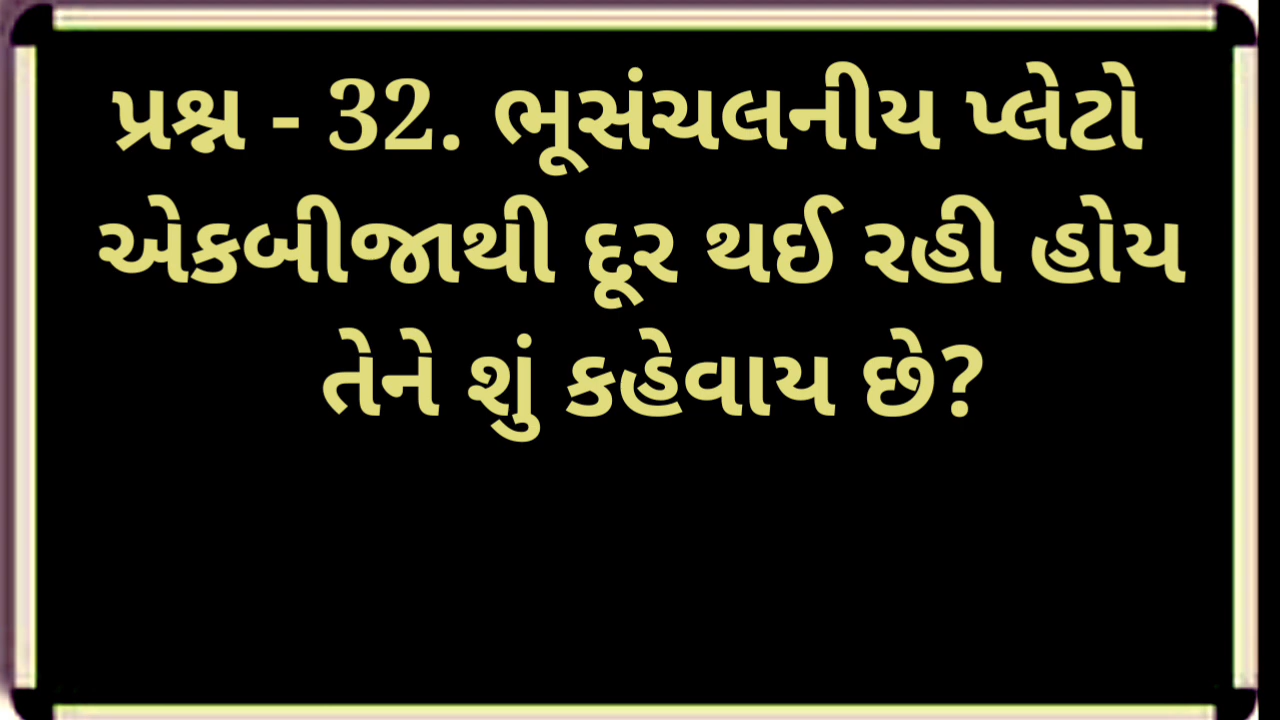 પ્રશ્ન - 32. ભૂસંચલનીય પ્લેટો
એકબીજાથી દૂર થઈ રહી હોય
તેને શું કહેવાય છે?